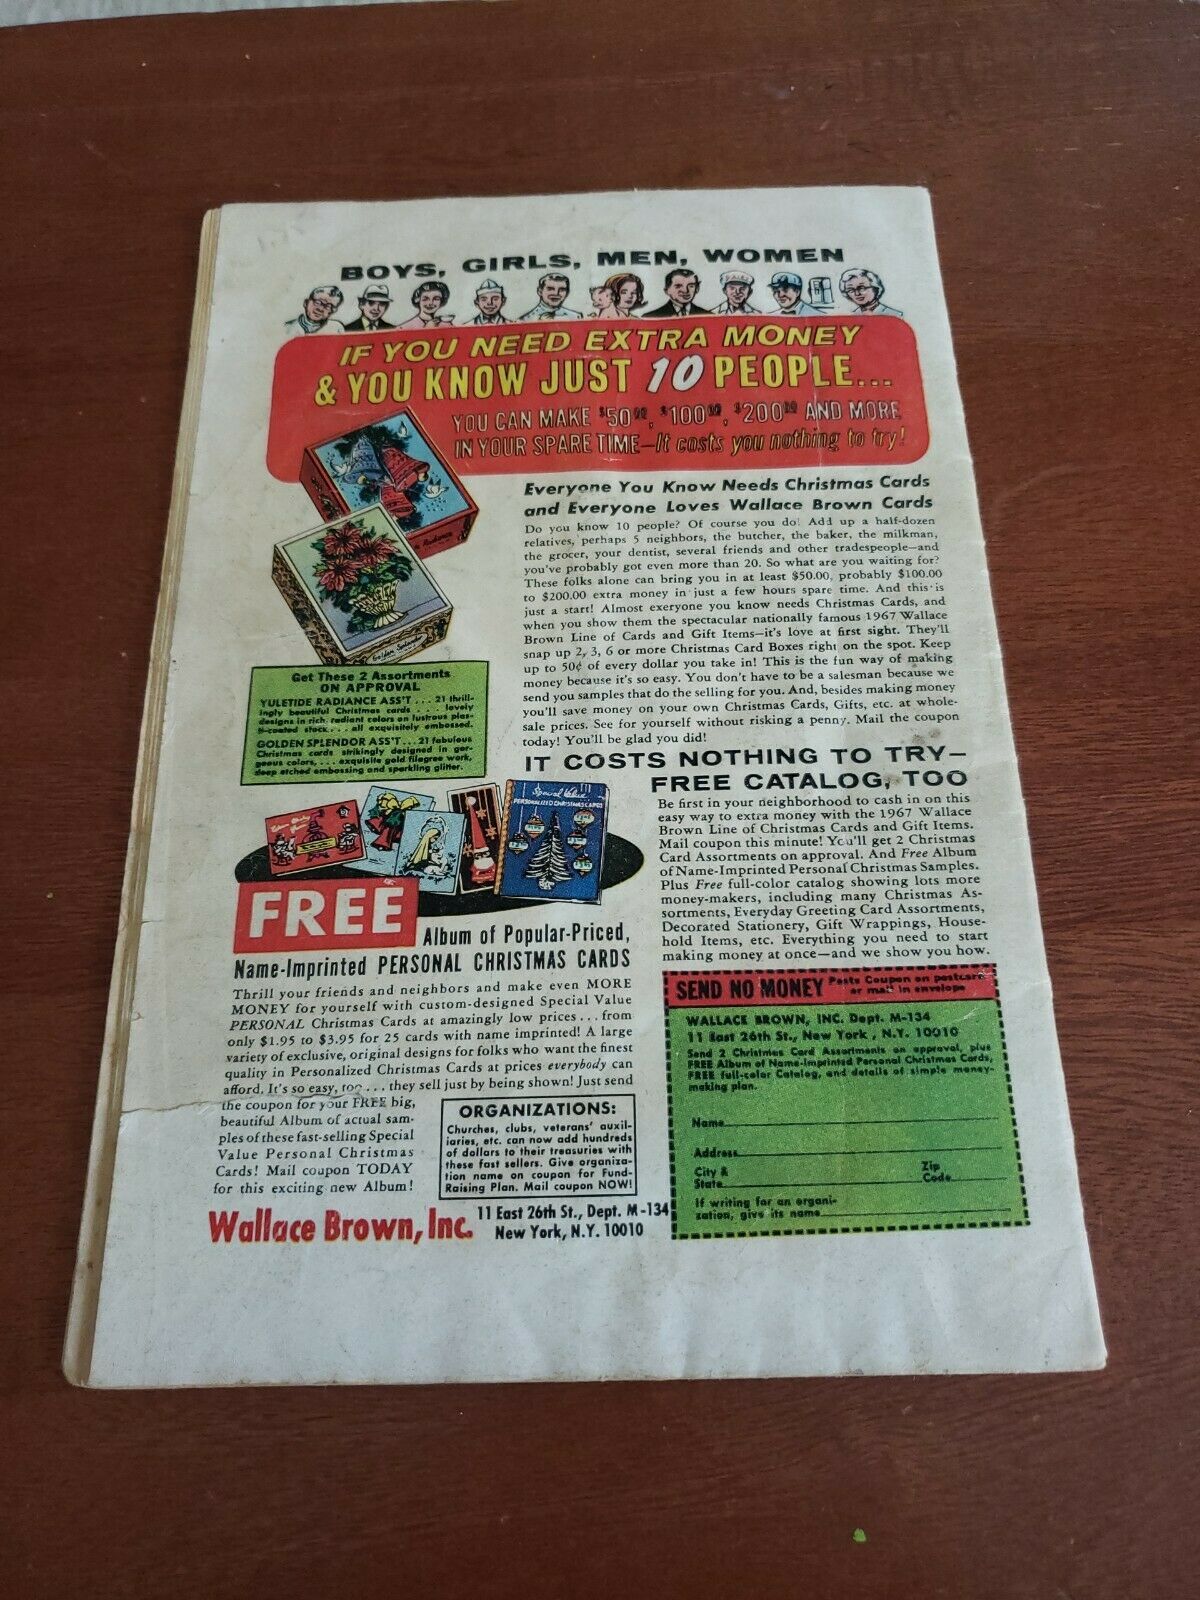 BOYS, GIRLS, MEN, WOMEN
IF YOU NEED EXTRA MONEY
& YOU KNOW JUST 10 PEOPLE...
YOU CAN MAKE $50.00, $100.00, $200.00 AND MORE
IN YOUR SPARE TIME—It costs you nothing to try!
Radiance
Golden Splendor
Get These 2 Assortments
ON APPROVAL
YULETIDE RADIANCE ASS'T . . . 21 thrill-
ingly beautiful Christmas cards . . . lovely
designs in rich, radiant colors on lustrous plas-
ti-coated stock . . . all exquisitely embossed.
GOLDEN SPLENDOR ASS'T . . . 21 fabulous
Christmas cards strikingly designed in gor-
geous colors, . . . exquisite gold filagree work,
deep etched embossing and sparkling glitter.
Everyone You Know Needs Christmas Cards
and Everyone Loves Wallace Brown Cards
Do you know 10 people? Of course you do! Add up a half-dozen
relatives, perhaps 5 neighbors, the butcher, the baker, the milkman,
the grocer, your dentist, several friends and other tradespeople—and
you've probably got even more than 20. So what are you waiting for?
These folks alone can bring you in at least $50.00, probably $100.00
to $200.00 extra money in just a few hours spare time. And this is
just a start! Almost exeryone you know needs Christmas Cards, and
when you show them the spectacular nationally famous 1967 Wallace
Brown Line of Cards and Gift Items—it's love at first sight. They'll
snap up 2, 3, 6 or more Christmas Card Boxes right on the spot. Keep
up to 50¢ of every dollar you take in! This is the fun way of making
money because it's so easy. You don't have to be a salesman because we
send you samples that do the selling for you. And, besides making money
you'll save money on your own Christmas Cards, Gifts, etc. at whole-
sale prices. See for yourself without risking a penny. Mail the coupon
today! You'll be glad you did!
IT COSTS NOTHING TO TRY—
FREE CATALOG, TOO
Be first in your neighborhood to cash in on this
easy way to extra money with the 1967 Wallace
Brown Line of Christmas Cards and Gift Items.
Mail coupon this minute! You'll get 2 Christmas
Card Assortments on approval. And Free Album
of Name-Imprinted Personal Christmas Samples.
Plus Free full-color catalog showing lots more
money-makers, including many Christmas As-
sortments, Everyday Greeting Card Assortments,
Decorated Stationery, Gift Wrappings, House-
hold Items, etc. Everything you need to start
making money at once—and we show you how.
Special Value
PERSONALIZED CHRISTMAS CARDS
FREE
Album of Popular-Priced,
Name-Imprinted PERSONAL CHRISTMAS CARDS
Thrill your friends and neighbors and make even MORE
MONEY for yourself with custom-designed Special Value
PERSONAL Christmas Cards at amazingly low prices . . . from
only $1.95 to $3.95 for 25 cards with name imprinted! A large
variety of exclusive, original designs for folks who want the finest
quality in Personalized Christmas Cards at prices everybody can
afford. It's so easy, too . . . they sell just by being shown! Just send
the coupon for your FREE big,
beautiful Album of actual sam-
ples of these fast-selling Special
Value Personal Christmas
Cards! Mail coupon TODAY
for this exciting new Album!
ORGANIZATIONS:
Churches, clubs, veterans' auxil-
iaries, etc. can now add hundreds
of dollars to their treasuries with
these fast sellers. Give organiza-
tion name on coupon for Fund-
Raising Plan. Mail coupon NOW!
Wallace Brown, Inc.
11 East 26th St., Dept. M-134
New York, N.Y. 10010
SEND NO MONEY Paste Coupon on postcard
or mail in envelope
WALLACE BROWN, INC. Dept. M-134
11 East 26th St., New York , N.Y. 10010
Send 2 Christmas Card Assortments on approval, plus
FREE Album of Name-Imprinted Personal Christmas Cards,
FREE full-color Catalog, and details of simple money-
making plan.
Name
Address
City &
State
Zip
Code
If writing for an organi-
zation, give its name